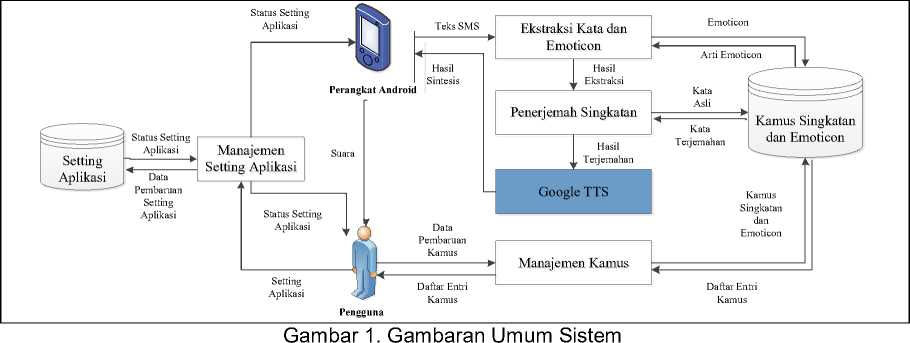 Status Setting
Aplikasi
Teks SMS
Ekstraksi Kata dan
Emoticon
Emoticon
Arti Emoticon
Hasil
Sintesis
Perangkat Android
Hasil
Ekstraksi
Penerjemah Singkatan
Kata
Asli
Kata
Terjemahan
Kamus Singkatan
dan Emoticon
Setting
Aplikasi
Status Setting
Aplikasi
Data
Pembaruan
Setting
Aplikasi
Manajemen
Setting Aplikasi
Suara
Hasil
Terjemahan
Google TTS
Status Setting
Aplikasi
Kamus
Singkatan
dan
Emoticon
Data
Pembaruan
Kamus
Manajemen Kamus
Setting
Aplikasi
Daftar Entri
Kamus
Daftar Entri
Kamus
Pengguna
Gambar 1. Gambaran Umum Sistem